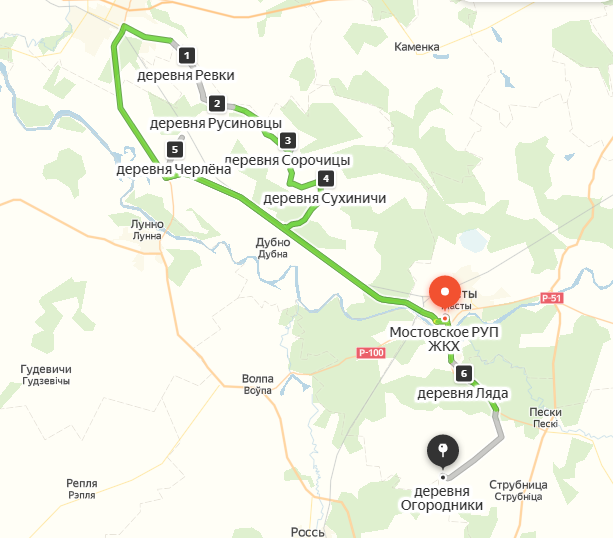 Каменка
1
деревня Ревки
2
деревня Русиновцы
3
деревня Сорочицы
5
деревня Черлёна
4
деревня Сухиничи
Лунно
Лунна
Дубно
Дубна
Р-51
Мостовское РУП
ЖКХ
Р-100
Гудевичи
Гудзевічы
Волпа
Воўпа
6
деревня Ляда
Пески
Пескі
Репля
Рэпля
деревня
Огородники
Струбница
Струбніца
Россь